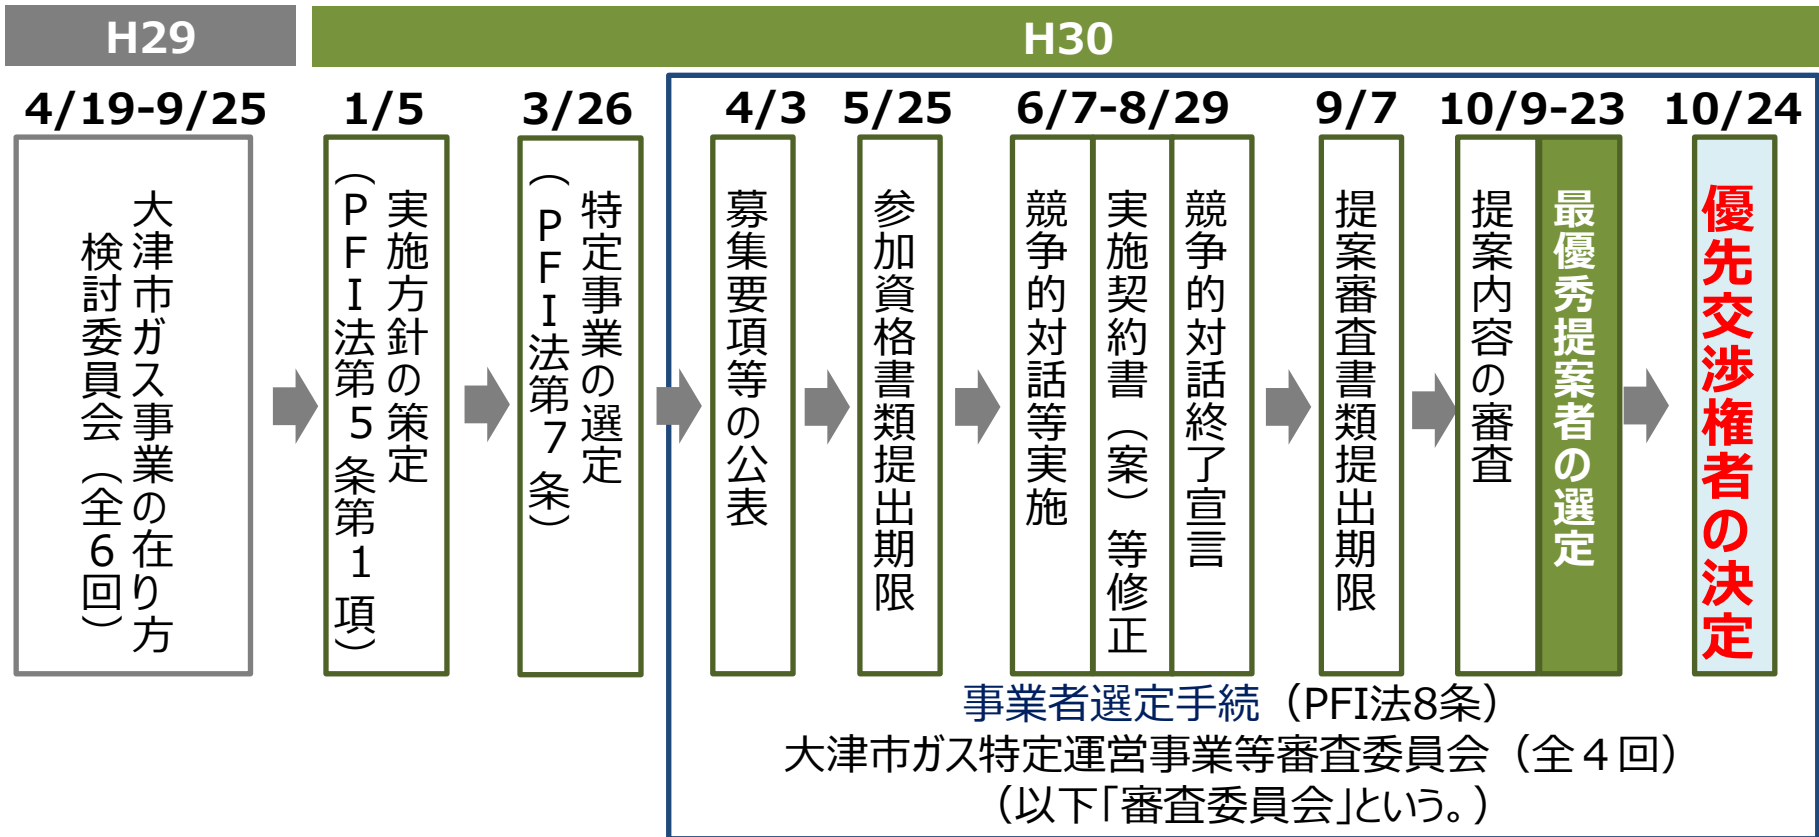 H29
H30
4/19-9/25
1/5
3/26
4/3
5/25
6/7-8/29
9/7
10/9-23
10/24
大津市ガス事業の在り方
検討委員会（全６回）
実施方針の策定
（ＰＦＩ法第５条第１項）
特定事業の選定
（ＰＦＩ法第７条）
募集要項等の公表
参加資格書類提出期限
競争的対話等実施
実施契約書（案）等修正
競争的対話終了宣言
提案審査書類提出期限
提案内容の審査
最優秀提案者の選定
優先交渉権者の決定
事業者選定手続（PFI法8条）
大津市ガス特定運営事業等審査委員会（全４回）
（以下「審査委員会」という。）